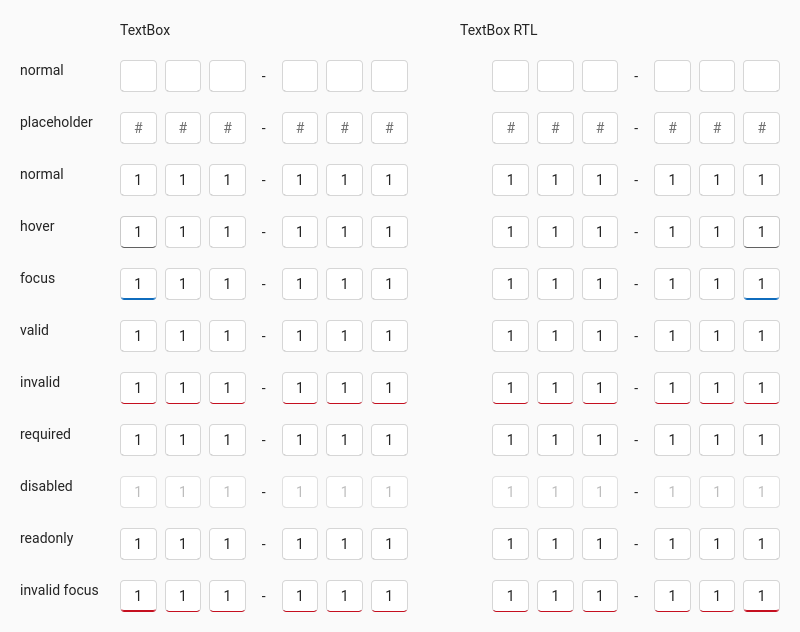 TextBox TextBox RTL
normal - -
placeholder # # # - # # # # # # - # # #
normal 1 1 1 - 1 1 1 1 1 1 - 1 1 1
hover 1 1 1 - 1 1 1 1 1 1 - 1 1 1
focus 1 1 1 - 1 1 1 1 1 1 - 1 1 1
valid 1 1 1 - 1 1 1 1 1 1 - 1 1 1
invalid 1 1 1 - 1 1 1 1 1 1 - 1 1 1
required 1 1 1 - 1 1 1 1 1 1 - 1 1 1
disabled 1 1 1 - 1 1 1 1 1 1 - 1 1 1
readonly 1 1 1 - 1 1 1 1 1 1 - 1 1 1
invalid focus 1 1 1 - 1 1 1 1 1 1 - 1 1 1